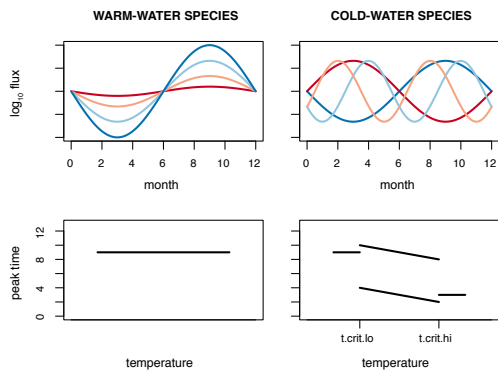 WARM-WATER SPECIES
COLD-WATER SPECIES
log₁₀ flux
0 2 4 6 8 10 12
month
0 2 4 6 8 10 12
month
peak time
12
8
4
0
t.crit.lo t.crit.hi
temperature
temperature